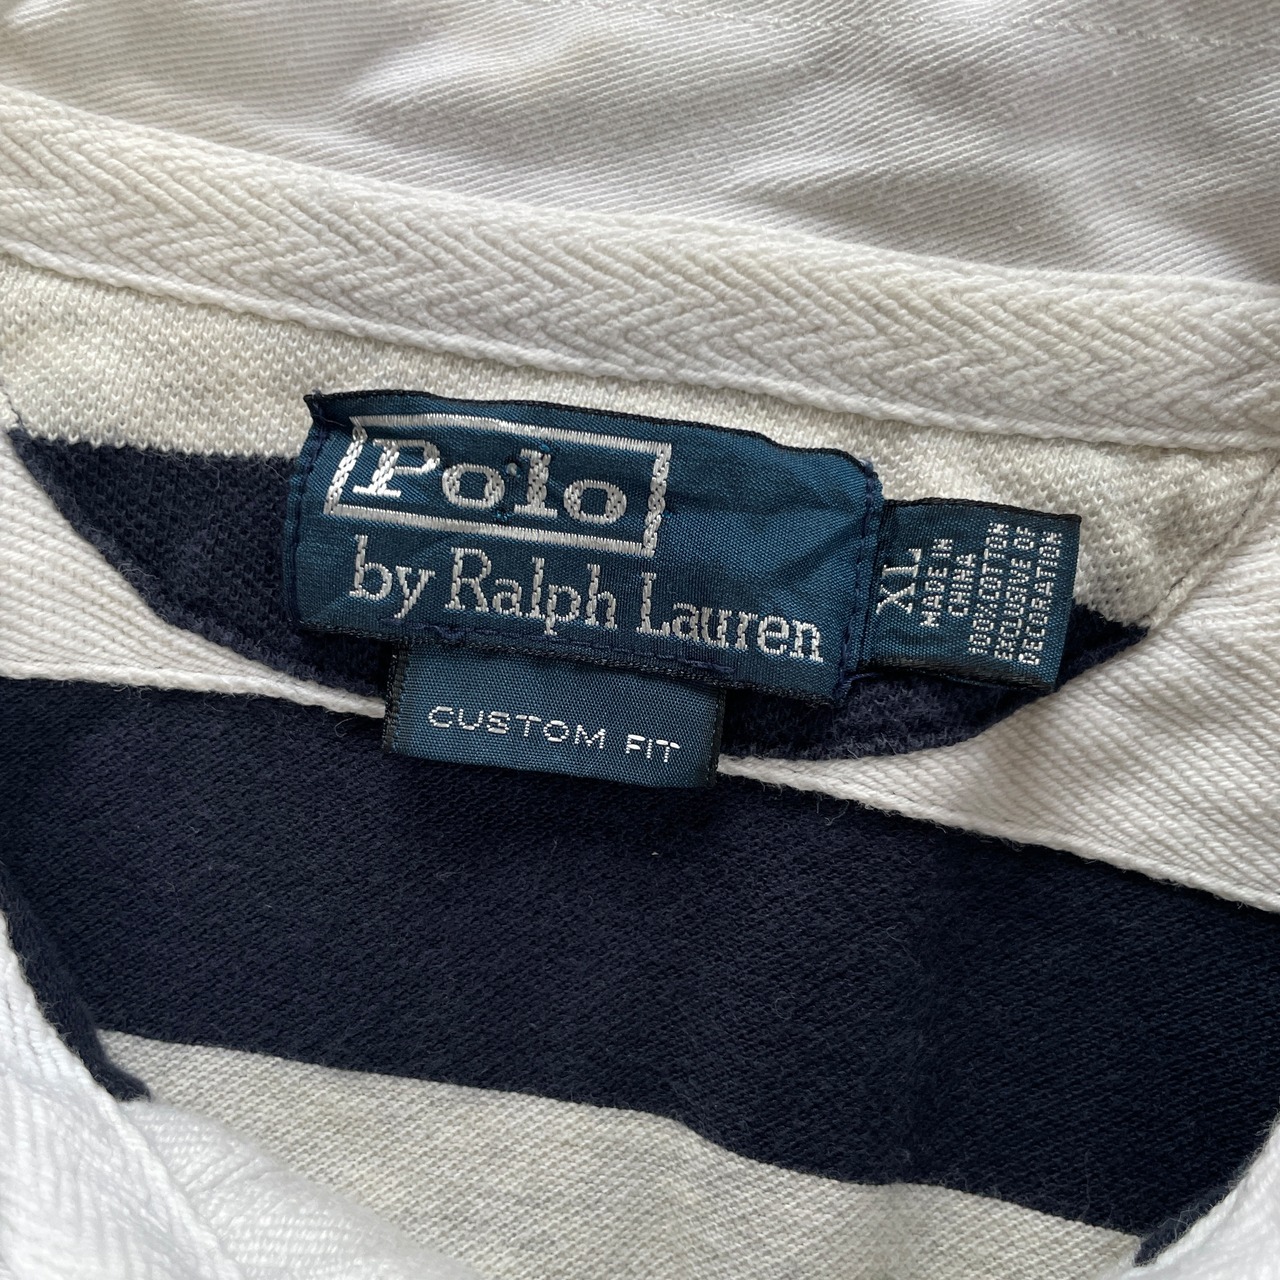 Polo
by Ralph Lauren
CUSTOM FIT
XL
MADE IN
CHINA
100% COTTON
EXCLUSIVE OF
DECORATION